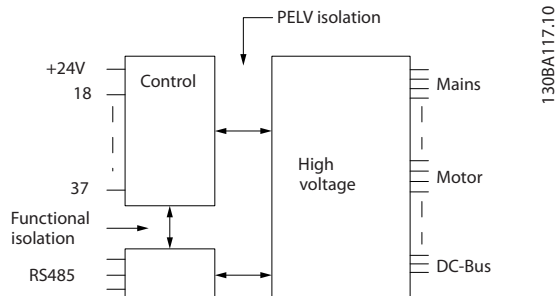 PELV isolation
+24V
18
37
Control
High
voltage
Mains
Motor
DC-Bus
Functional
isolation
RS485
130BA117.10